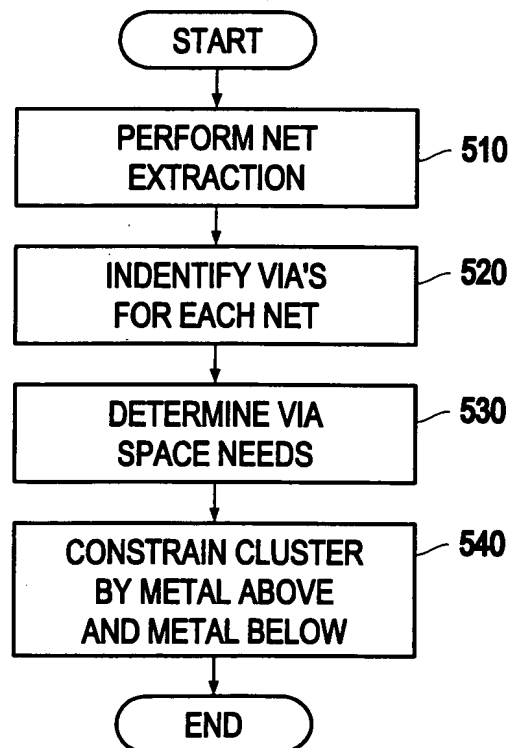 START
PERFORM NET
EXTRACTION
510
INDENTIFY VIA'S
FOR EACH NET
520
DETERMINE VIA
SPACE NEEDS
530
CONSTRAIN CLUSTER
BY METAL ABOVE
AND METAL BELOW
540
END